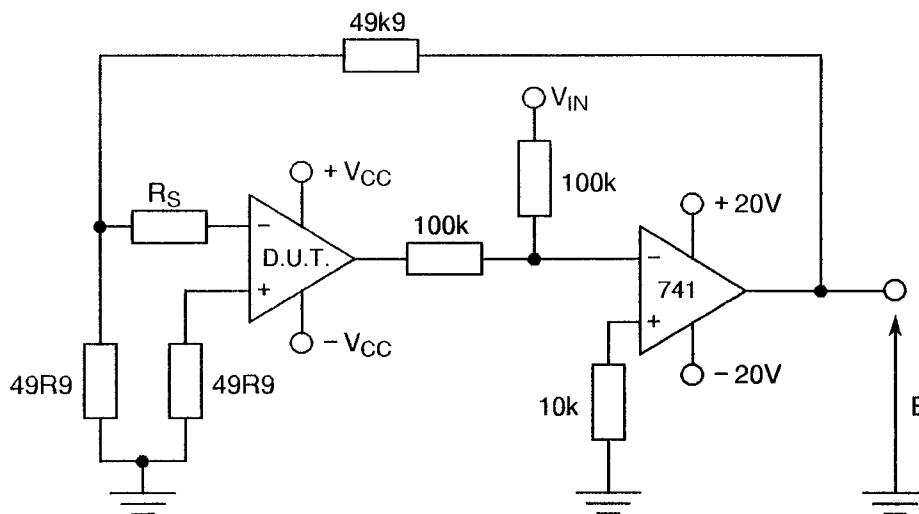 49k9
V_IN
100k
R_S
+ V_CC
100k
−
D.U.T.
+
− V_CC
+ 20V
−
741
+
− 20V
49R9
49R9
10k
E